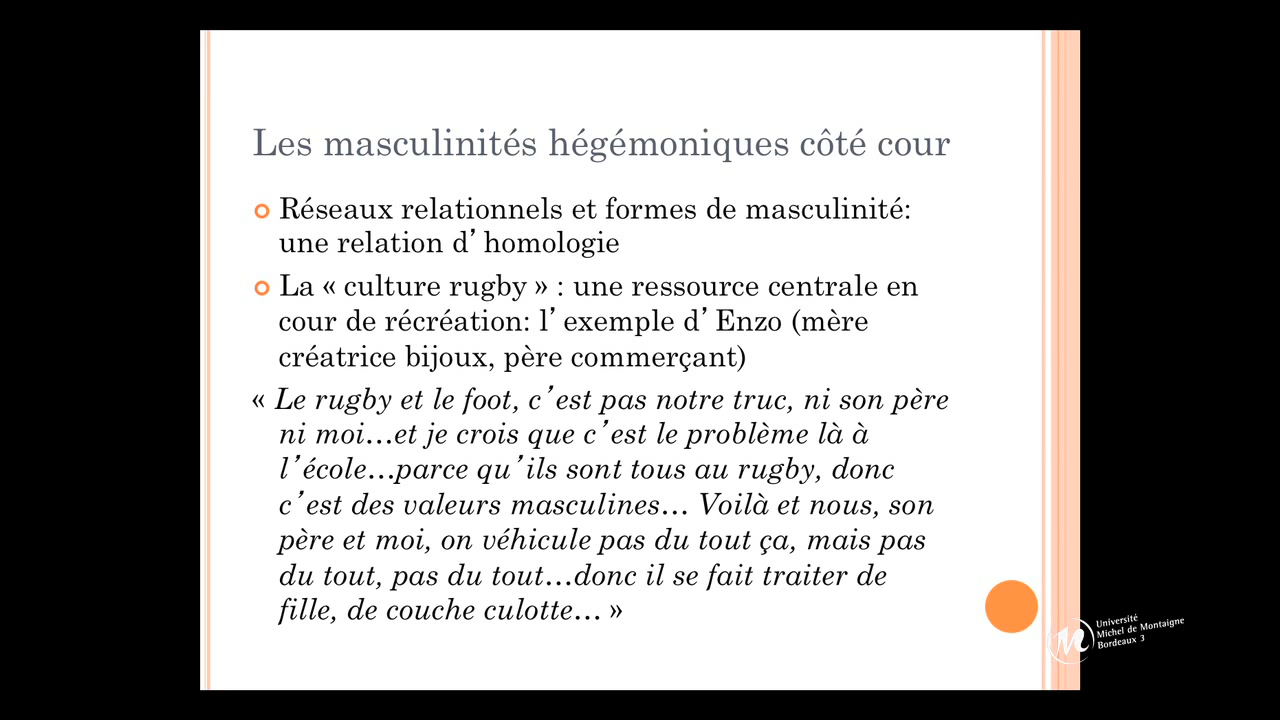 Les masculinités hégémoniques côté cour
Réseaux relationnels et formes de masculinité:
une relation d’homologie
La « culture rugby » : une ressource centrale en
cour de récréation: l’exemple d’Enzo (mère
créatrice bijoux, père commerçant)
« Le rugby et le foot, c’est pas notre truc, ni son père
ni moi…et je crois que c’est le problème là à
l’école…parce qu’ils sont tous au rugby, donc
c’est des valeurs masculines… Voilà et nous, son
père et moi, on véhicule pas du tout ça, mais pas
du tout, pas du tout…donc il se fait traiter de
fille, de couche culotte… »
Université
Michel de Montaigne
Bordeaux 3